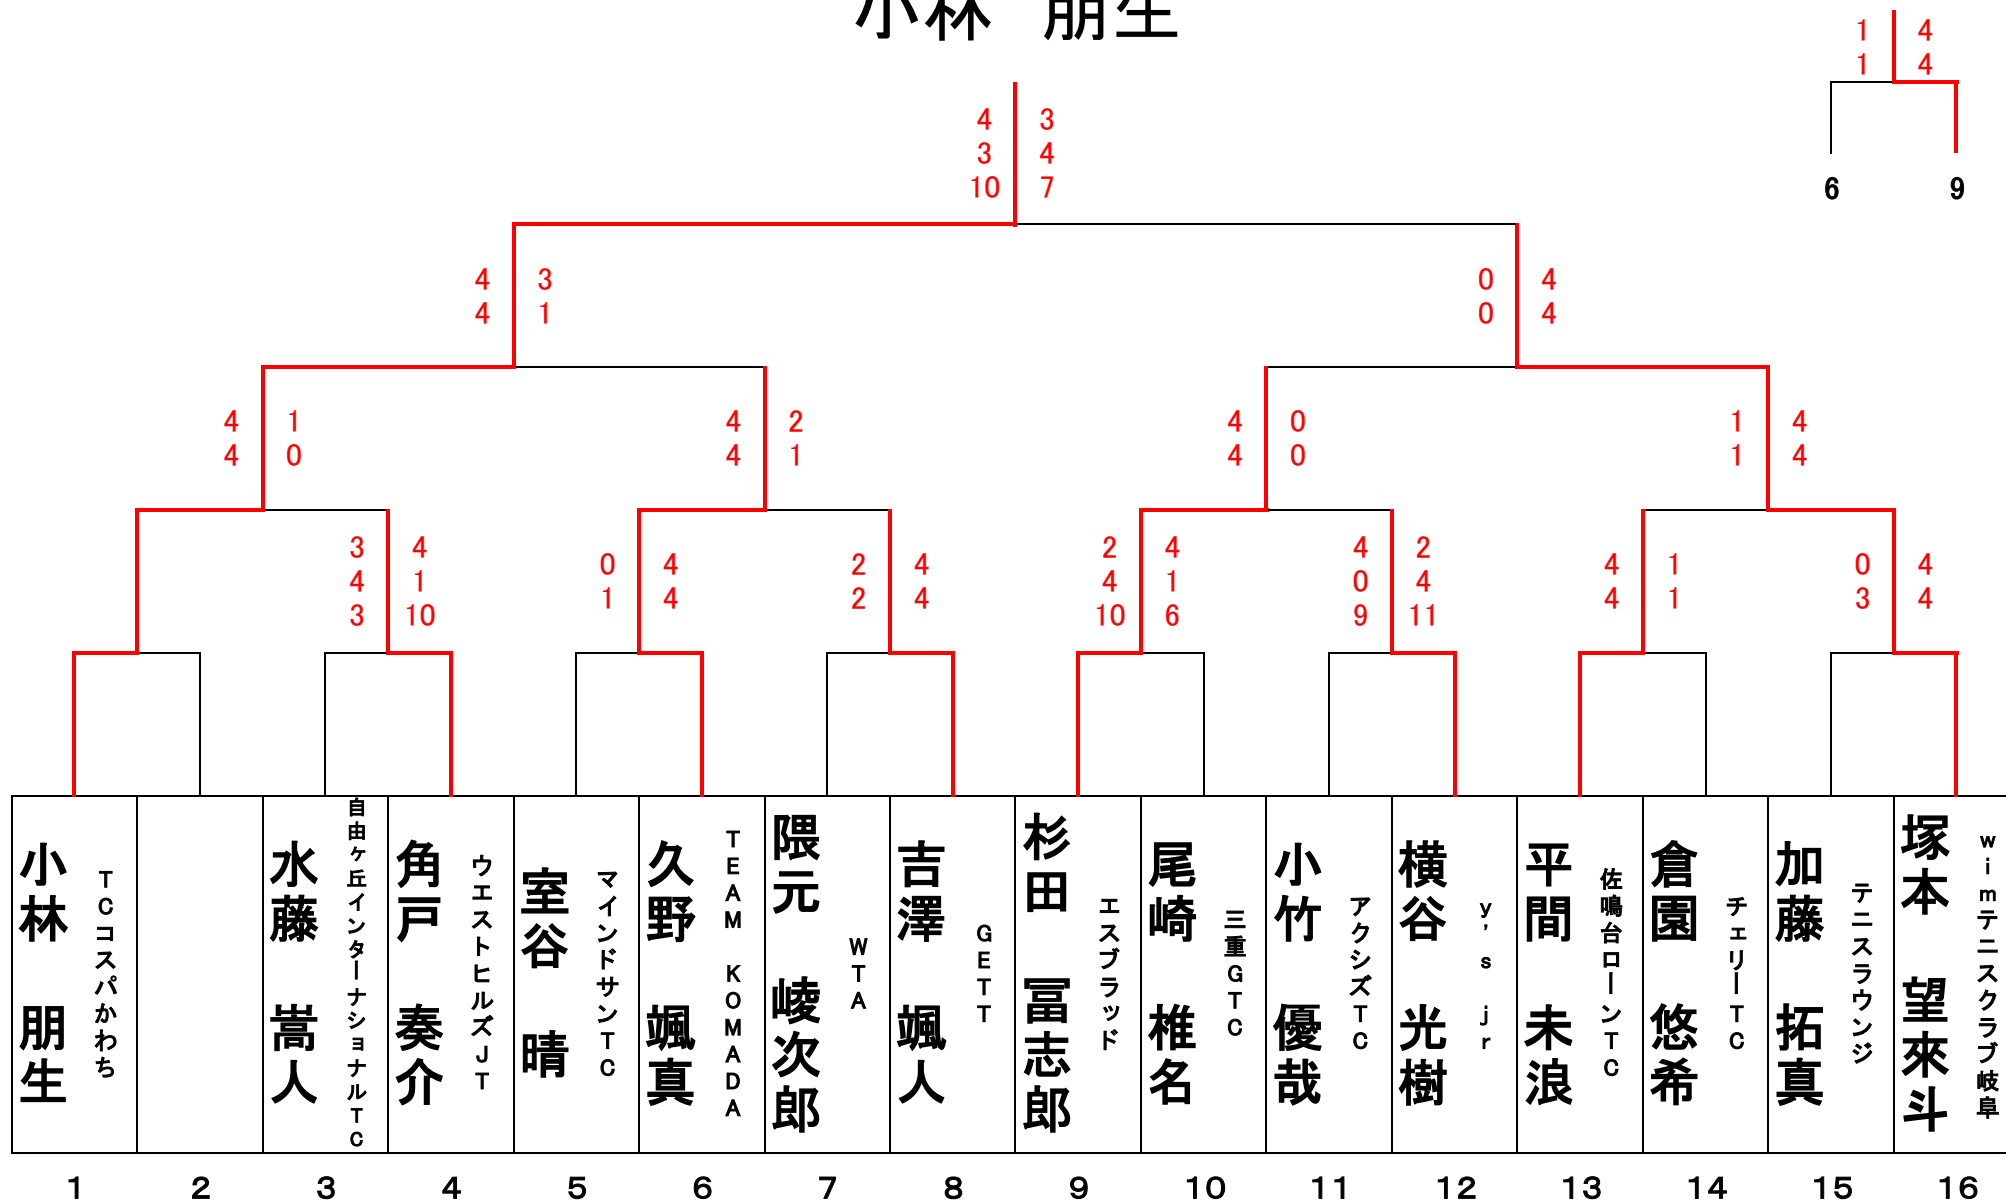 小林　朋生
1 4
1 4
6 9
4 3
3 4
10 7
4 3
4 1
0 4
0 4
4 1
4 0
4 2
4 1
4 0
4 0
1 4
1 4
3 4
4 1
3 10
0 4
1 4
2 4
2 4
2 4
4 1
10 6
4 2
0 4
9 11
4 1
4 1
0 4
3 4
小林　朋生
TCコスパかわち
水藤　嵩人
自由ヶ丘インターナショナルTC
角戸　奏介
ウエストヒルズJT
室谷　晴
マインドサンTC
久野　颯真
TEAM KOMADA
隈元　崚次郎
WTA
吉澤　颯人
GETT
杉田　冨志郎
エスブラッド
尾崎　椎名
三重GTC
小竹　優哉
アクシズTC
横谷　光樹
y's jr
平間　未浪
佐鳴台ローンTC
倉園　悠希
チェリーTC
加藤　拓真
テニスラウンジ
塚本　望來斗
wimテニスクラブ岐阜
1 2 3 4 5 6 7 8 9 10 11 12 13 14 15 16